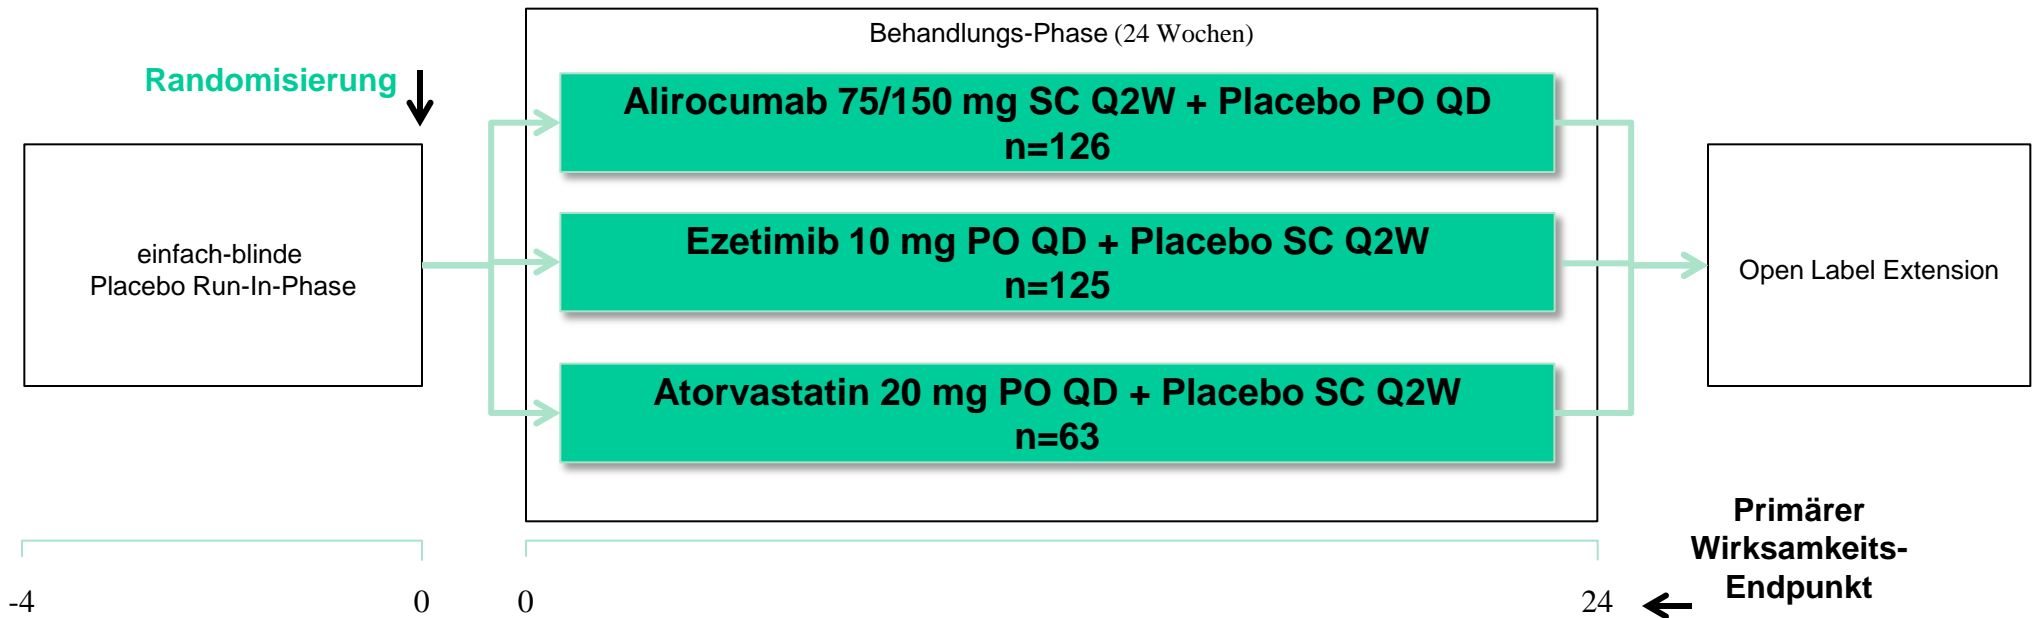 Behandlungs-Phase (24 Wochen)
Randomisierung
Alirocumab 75/150 mg SC Q2W + Placebo PO QD
n=126
einfach-blinde
Placebo Run-In-Phase
Ezetimib 10 mg PO QD + Placebo SC Q2W
n=125
Open Label Extension
Atorvastatin 20 mg PO QD + Placebo SC Q2W
n=63
Primärer
Wirksamkeits-
Endpunkt
-4
0
0
24